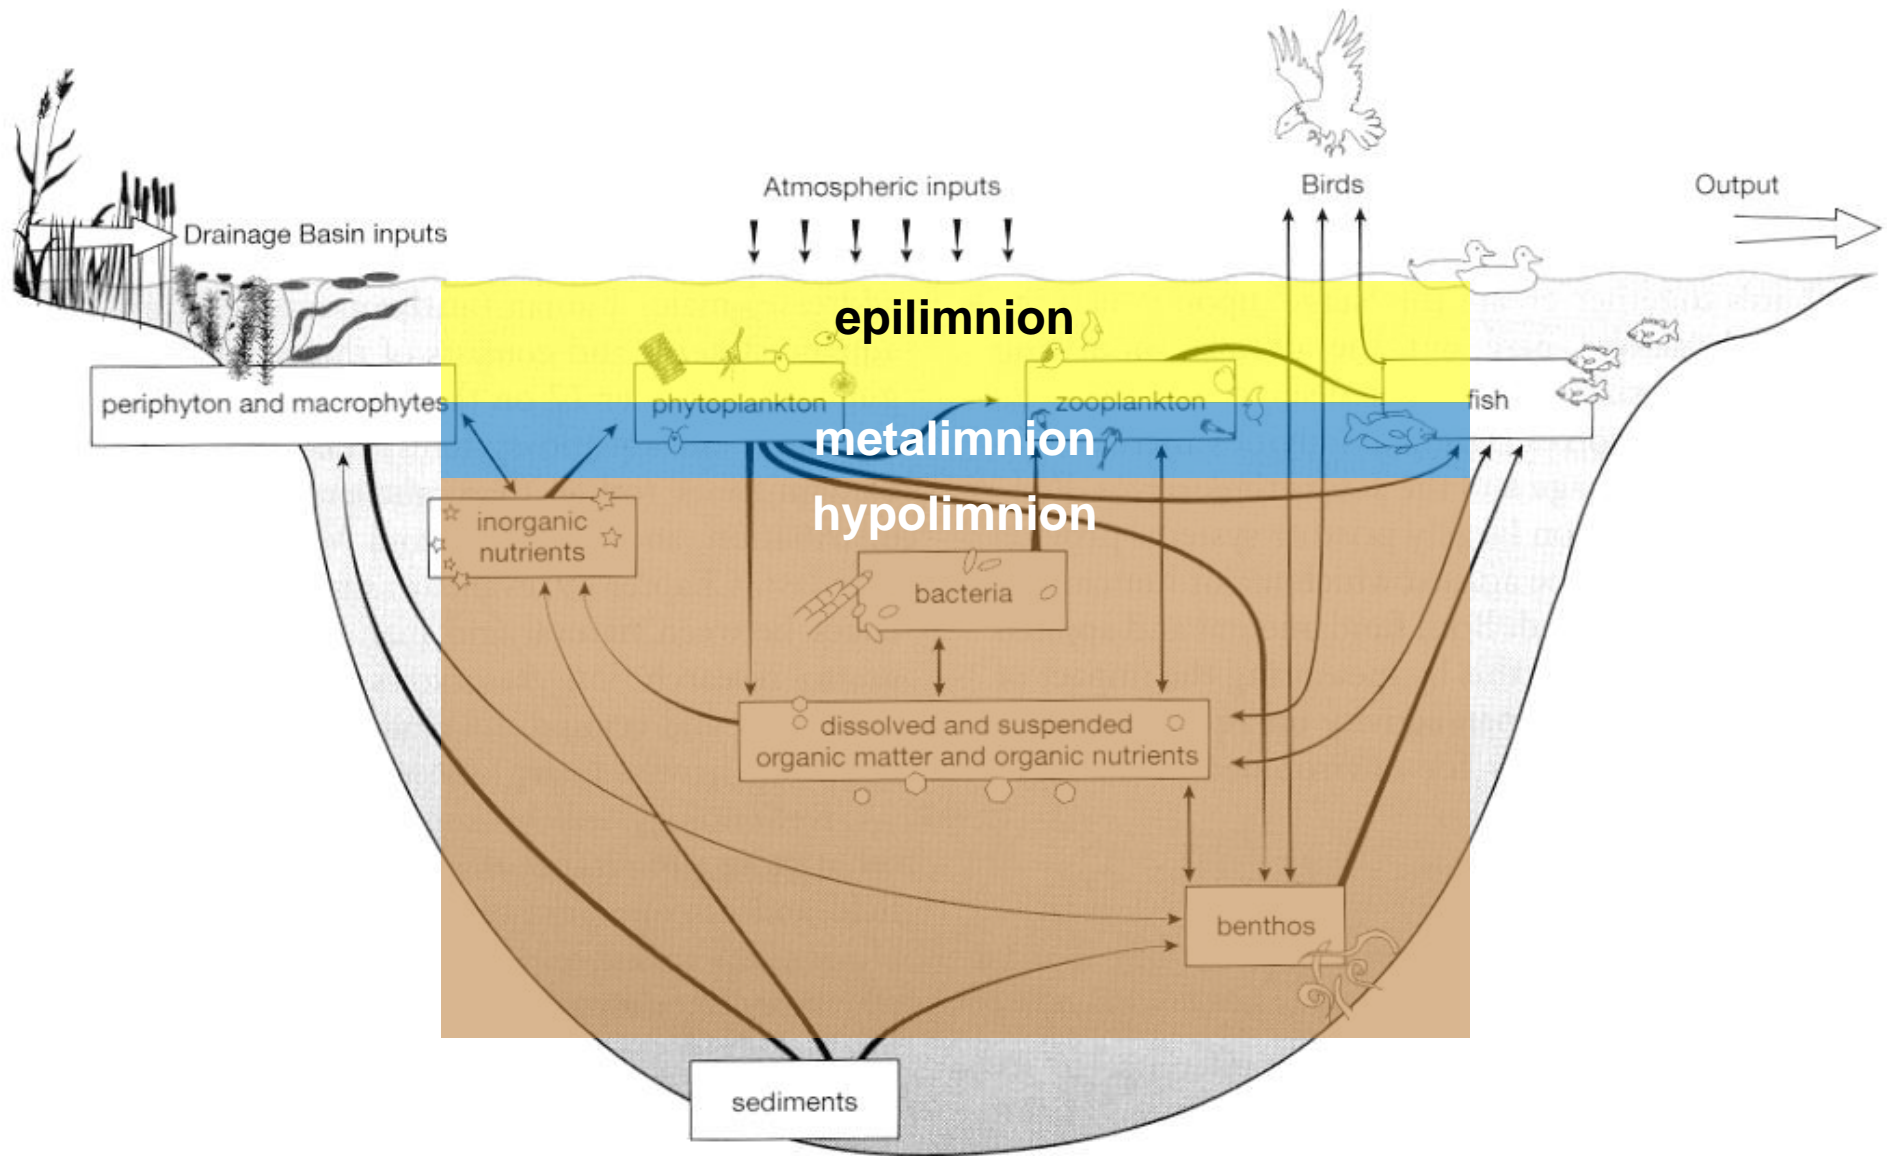 Atmospheric inputs
Birds
Output
Drainage Basin inputs
epilimnion
periphyton and macrophytes
phytoplankton
zooplankton
fish
metalimnion
hypolimnion
inorganic
nutrients
bacteria
dissolved and suspended
organic matter and organic nutrients
benthos
sediments